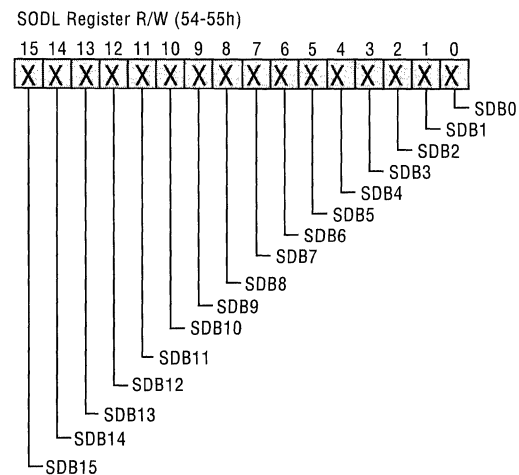 SODL Register R/W (54-55h)
15 14 13 12 11 10 9 8 7 6 5 4 3 2 1 0
X X X X X X X X X X X X X X X X
SDB0
SDB1
SDB2
SDB3
SDB4
SDB5
SDB6
SDB7
SDB8
SDB9
SDB10
SDB11
SDB12
SDB13
SDB14
SDB15